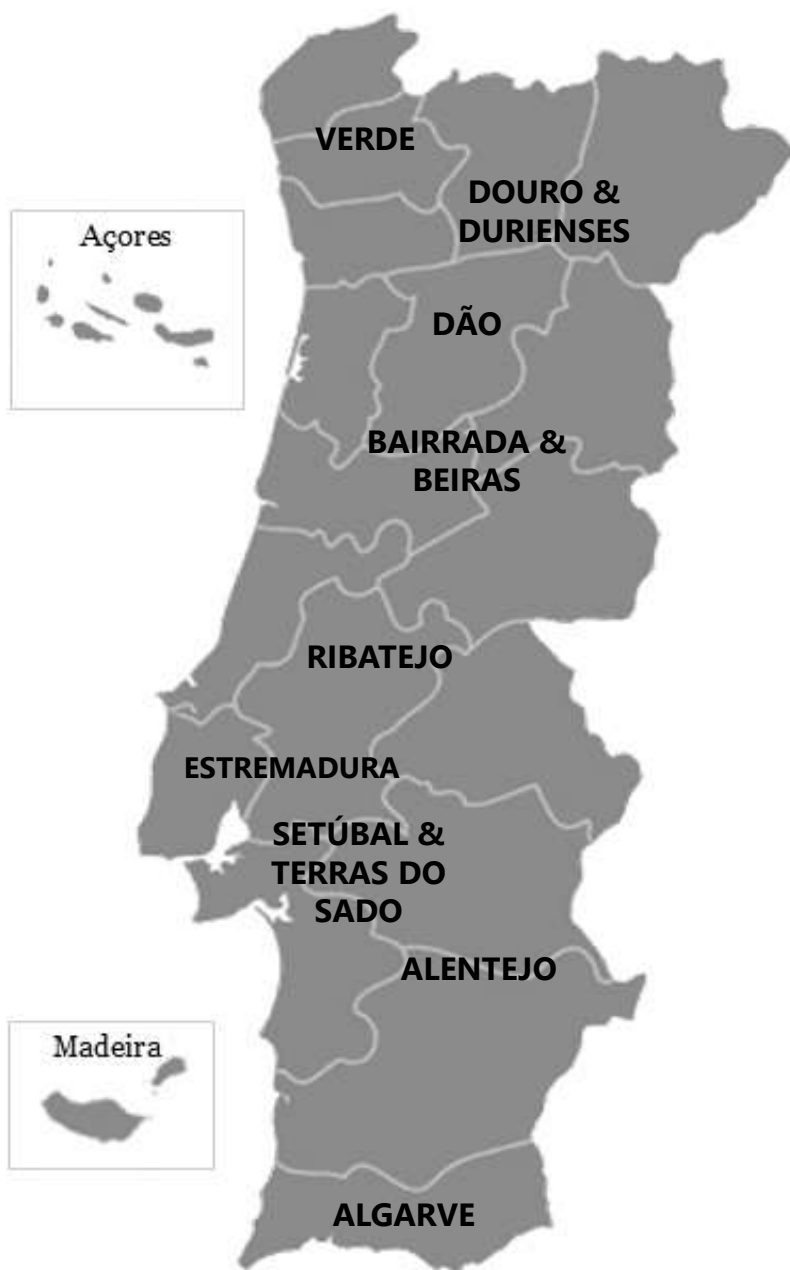 VERDE
DOURO &
DURIENSES
Açores
DÃO
BAIRRADA &
BEIRAS
RIBATEJO
ESTREMADURA
SETÚBAL &
TERRAS DO
SADO
ALENTEJO
Madeira
ALGARVE